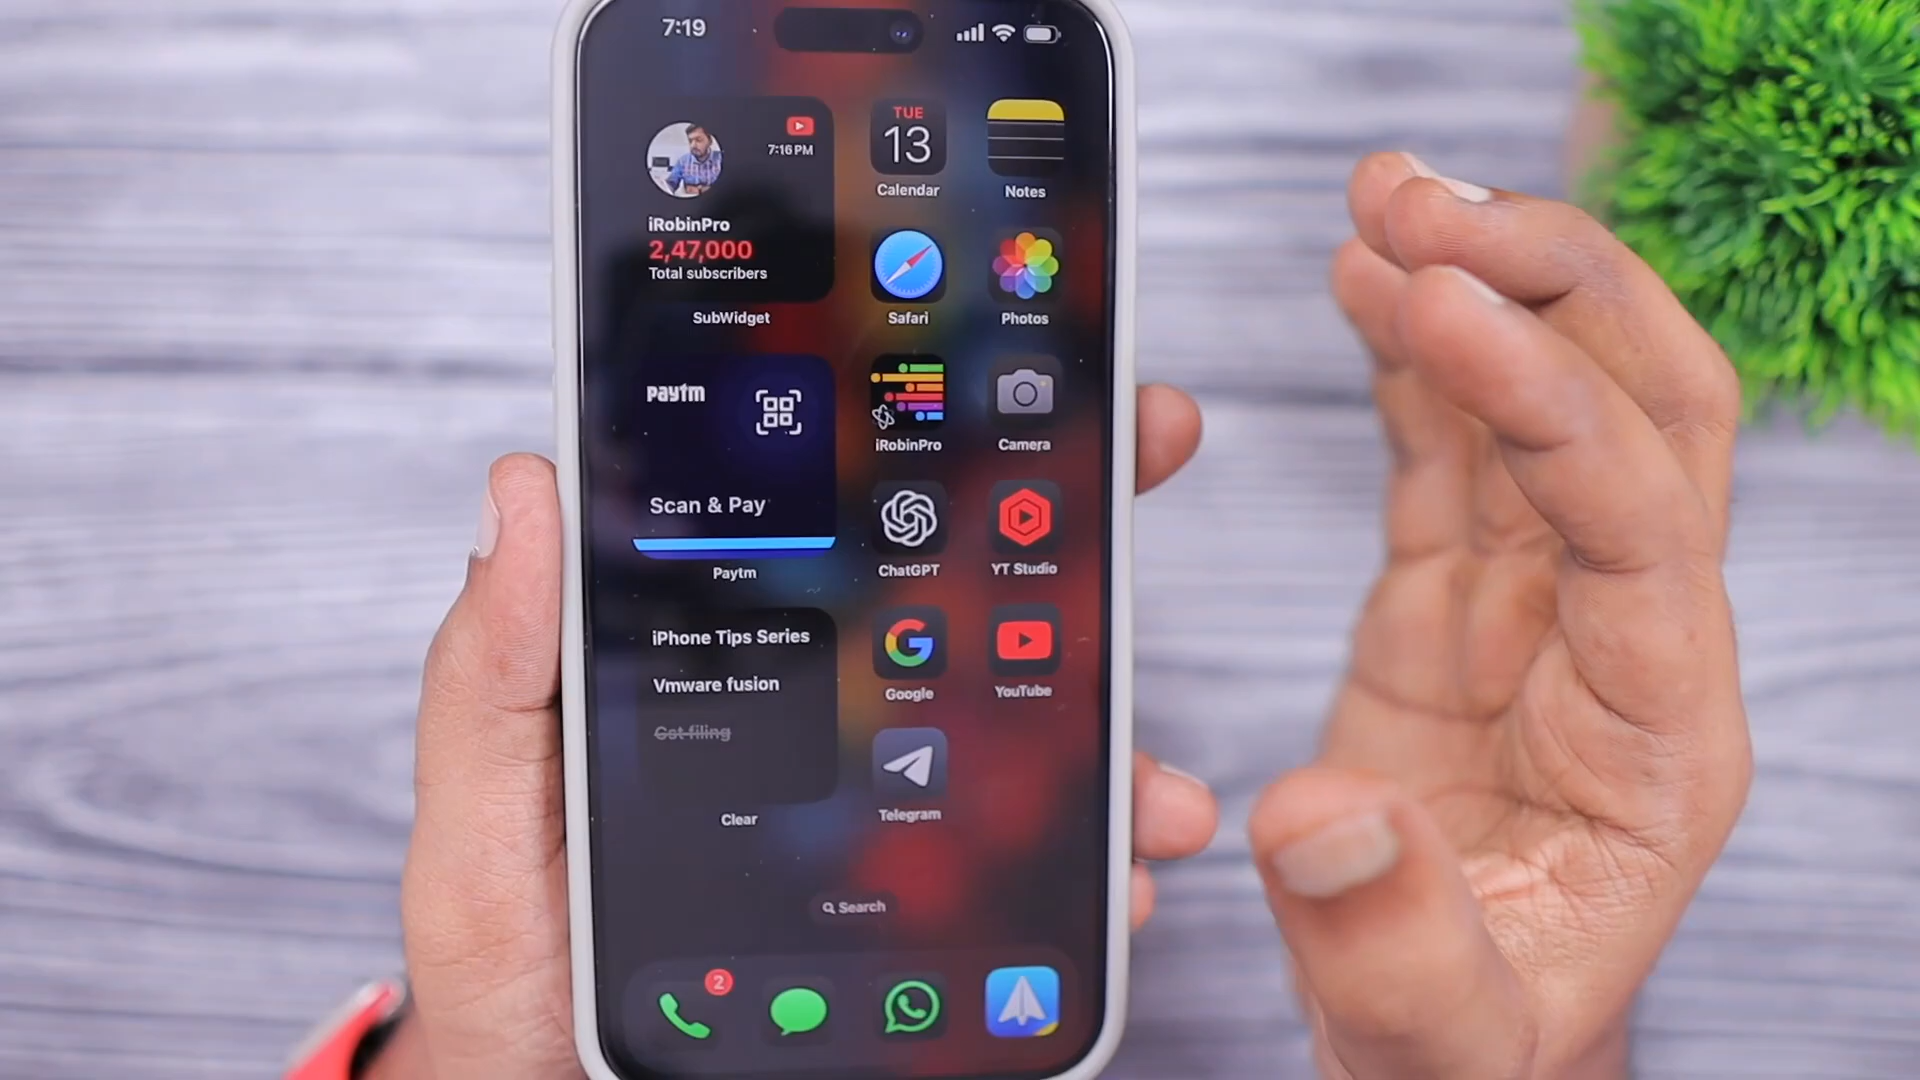 7:19
7:16 PM
iRobinPro
2,47,000
Total subscribers
SubWidget
TUE
13
Calendar
Notes
Safari
Photos
paytm
Scan & Pay
Paytm
iRobinPro
Camera
ChatGPT
YT Studio
iPhone Tips Series
Vmware fusion
Gst filing
Clear
Google
YouTube
Telegram
Search
2